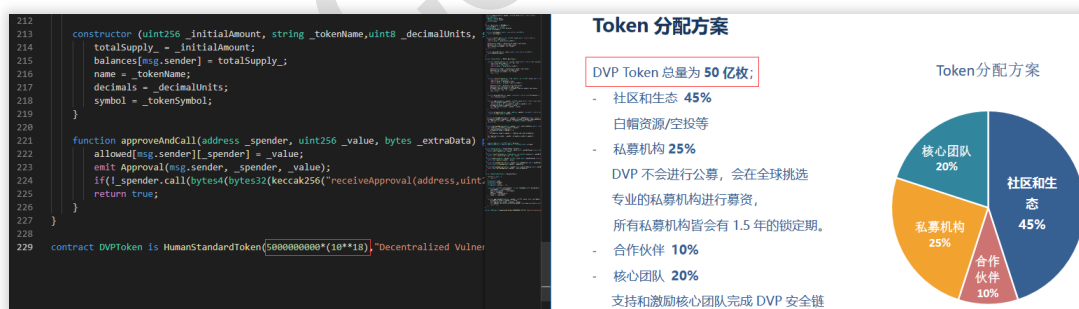 212
213 constructor (uint256 _initialAmount, string _tokenName,uint8 _decimalUnits,
214 totalSupply_ = _initialAmount;
215 balances[msg.sender] = totalSupply_;
216 name = _tokenName;
217 decimals = _decimalUnits;
218 symbol = _tokenSymbol;
219 }
220
221 function approveAndCall(address _spender, uint256 _value, bytes _extraData)
222 allowed[msg.sender][_spender] = _value;
223 emit Approval(msg.sender, _spender, _value);
224 if(!_spender.call(bytes4(bytes32(keccak256("receiveApproval(address,uint
225 return true;
226 }
227 }
228
229 contract DVPToken is HumanStandardToken(5000000000*(10**18),"Decentralized Vulner
Token 分配方案
DVP Token 总量为 50 亿枚;
- 社区和生态 45%
白帽资源/空投等
- 私募机构 25%
DVP 不会进行公募，会在全球挑选
专业的私募机构进行募资，
所有私募机构皆会有 1.5 年的锁定期。
- 合作伙伴 10%
- 核心团队 20%
支持和激励核心团队完成 DVP 安全链
Token分配方案
核心团队
20%
社区和生
态
45%
私募机构
25%
合作
伙伴
10%